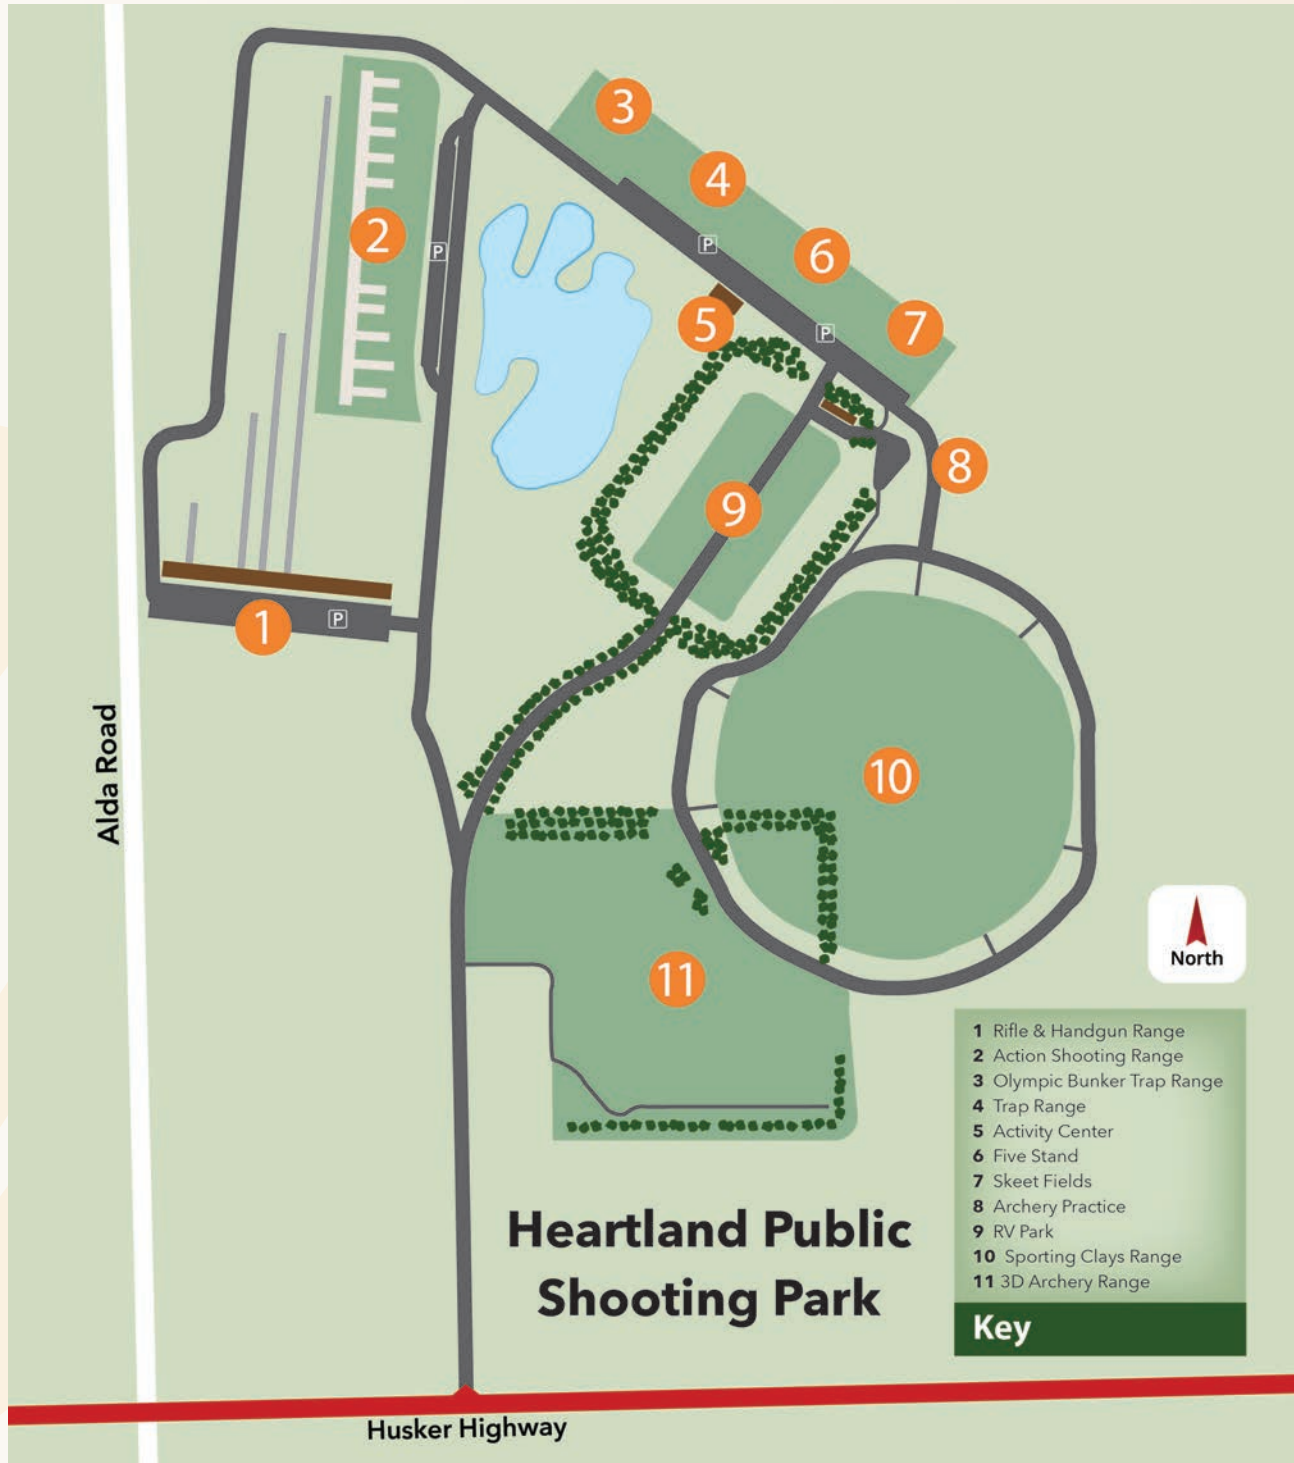 3
4
P
2
P
6
5
P
7
8
9
1
P
Alda Road
10
North
11
1 Rifle & Handgun Range
2 Action Shooting Range
3 Olympic Bunker Trap Range
4 Trap Range
5 Activity Center
6 Five Stand
7 Skeet Fields
8 Archery Practice
9 RV Park
10 Sporting Clays Range
11 3D Archery Range
Key
Heartland Public
Shooting Park
Husker Highway